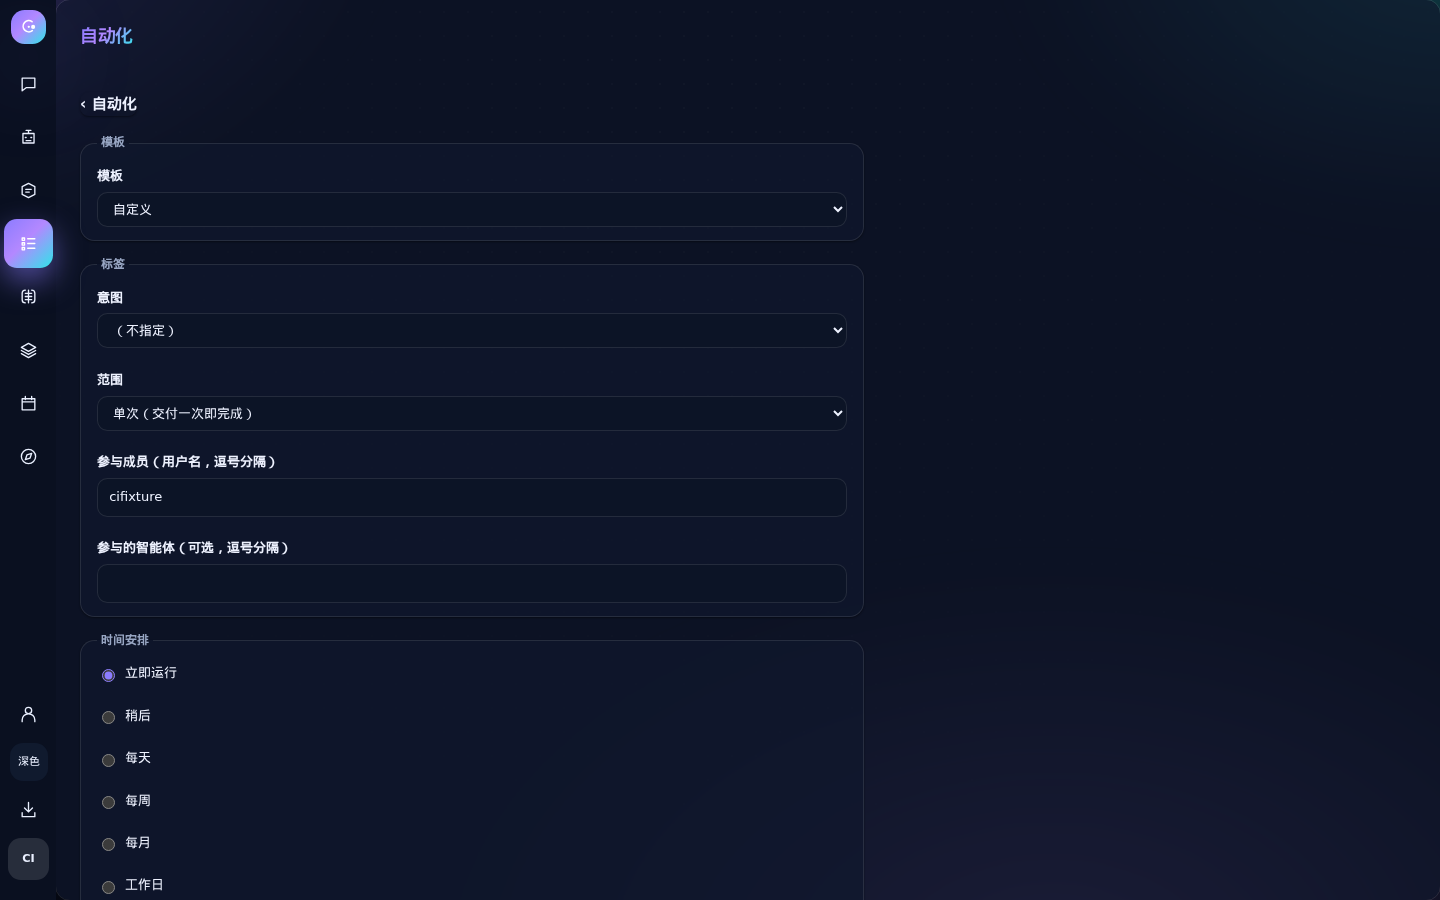 自动化
‹ 自动化
模板
模板
自定义
标签
意图
（不指定）
范围
单次（交付一次即完成）
参与成员（用户名，逗号分隔）
cifixture
参与的智能体（可选，逗号分隔）
时间安排
立即运行
稍后
每天
每周
每月
工作日
深色
CI